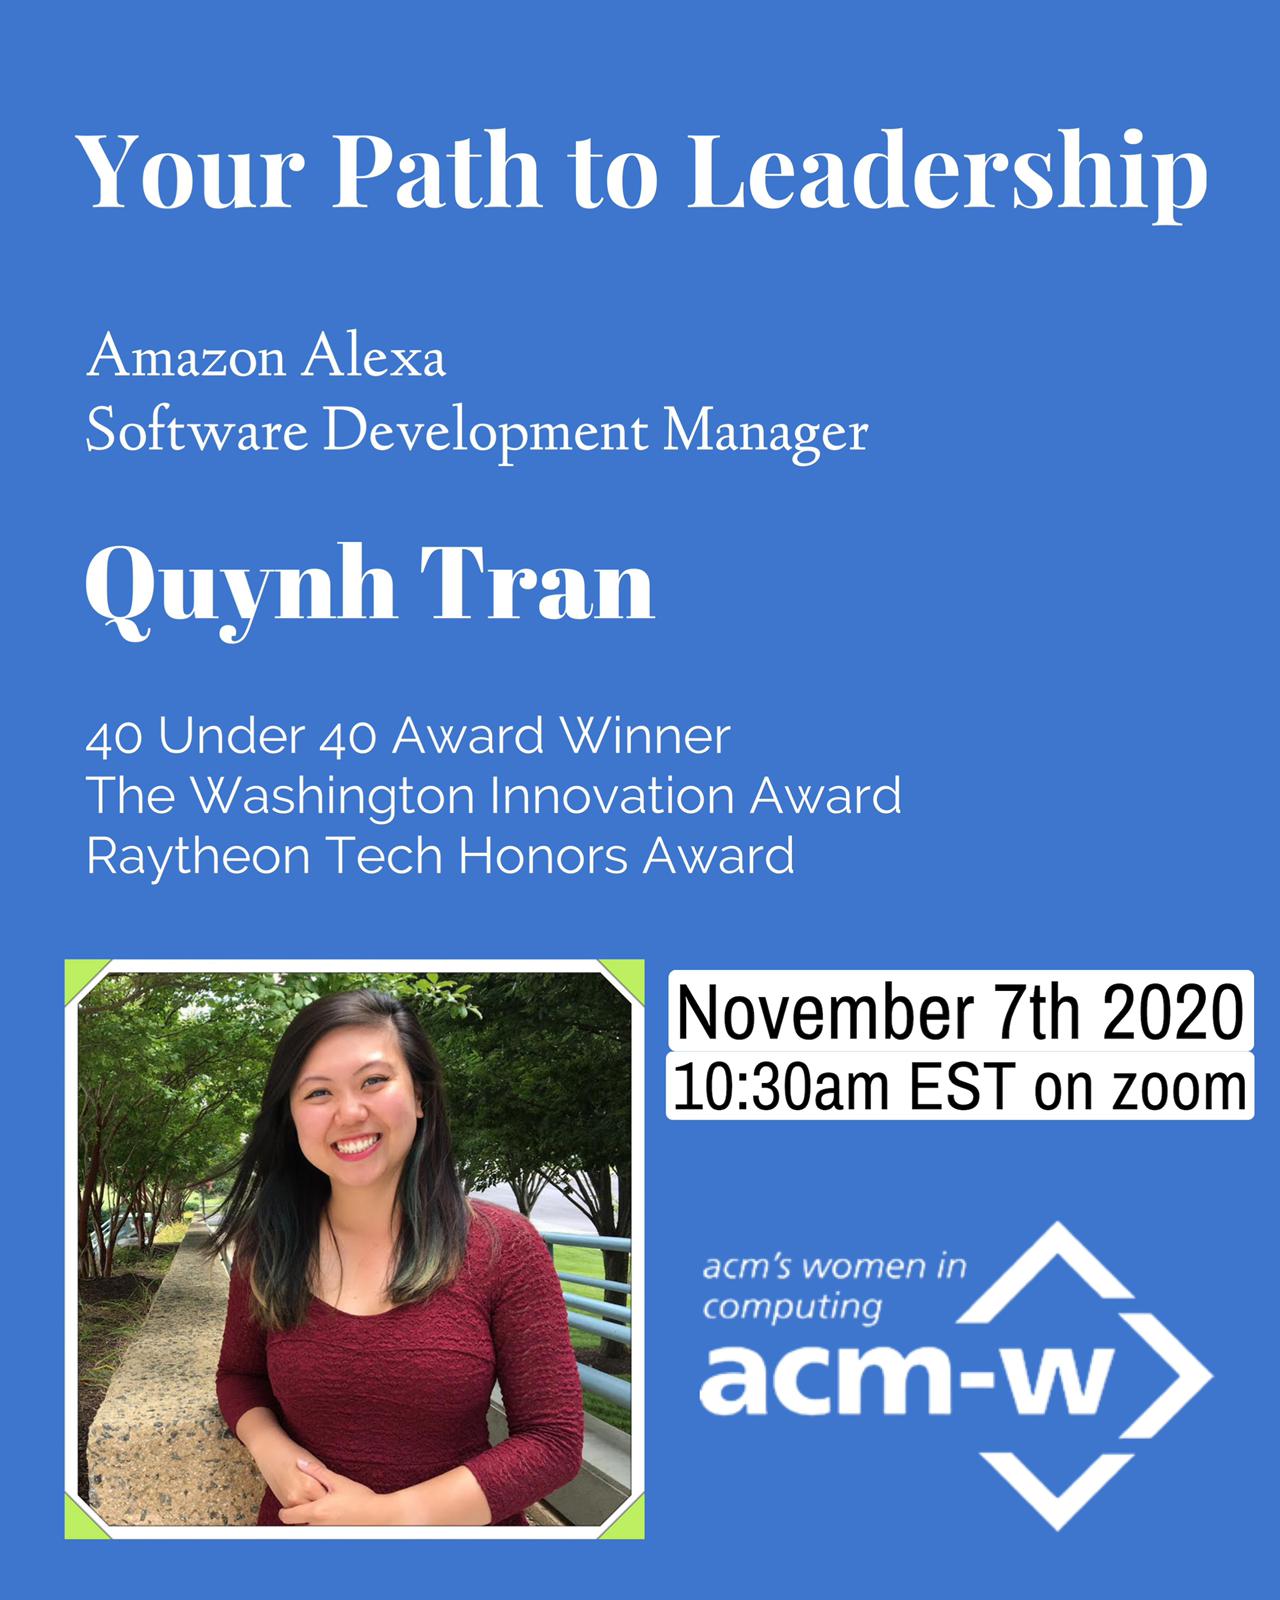 Your Path to Leadership
Amazon Alexa
Software Development Manager
Quynh Tran
40 Under 40 Award Winner
The Washington Innovation Award
Raytheon Tech Honors Award
November 7th 2020
10:30am EST on zoom
acm's women in
computing
acm-w